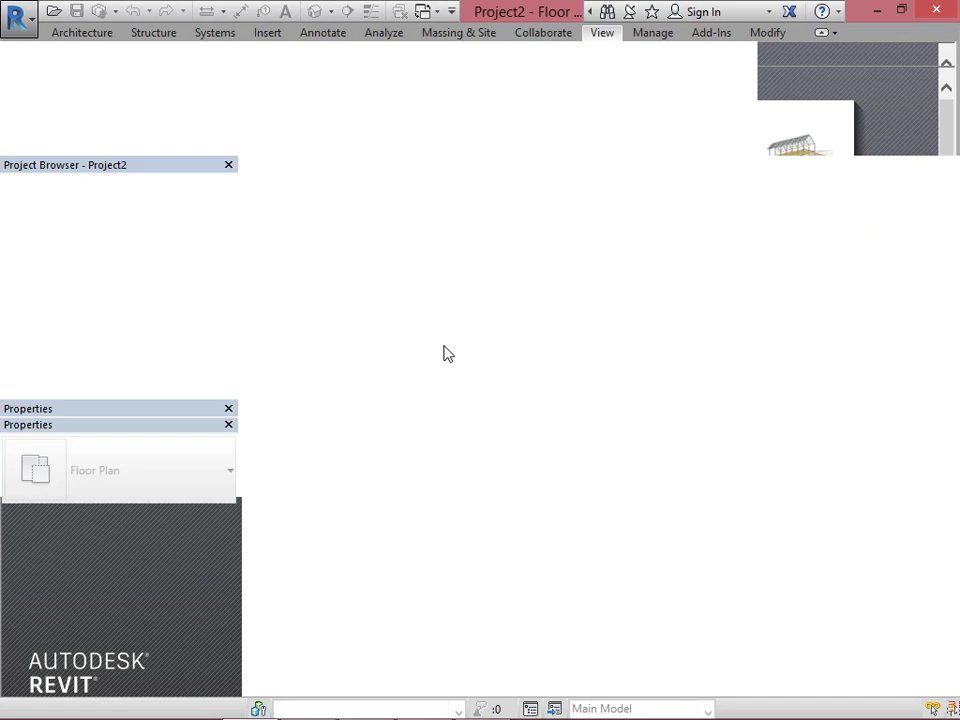 Project2 - Floor ...
Sign In
Architecture
Structure
Systems
Insert
Annotate
Analyze
Massing & Site
Collaborate
View
Manage
Add-Ins
Modify
Project Browser - Project2
Properties
Properties
Floor Plan
AUTODESK®
REVIT®
:0
Main Model